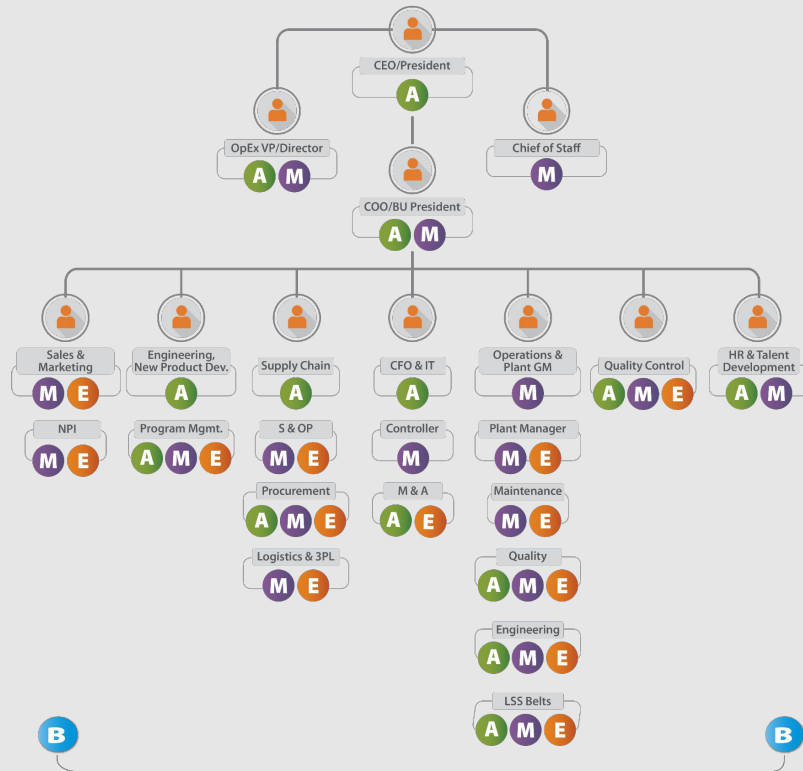 CEO/President
A
OpEx VP/Director
A M
Chief of Staff
M
COO/BU President
A M
Sales &
Marketing
M E
Engineering,
New Product Dev.
A
Supply Chain
A
CFO & IT
A
Operations &
Plant GM
M
Quality Control
A M E
HR & Talent
Development
A M
NPI
M E
Program Mgmt.
A M E
S & OP
M E
Controller
M
Plant Manager
M E
Procurement
A M E
M & A
A E
Maintenance
M E
Logistics & 3PL
M E
Quality
A M E
Engineering
A M E
LSS Belts
A M E
B
B